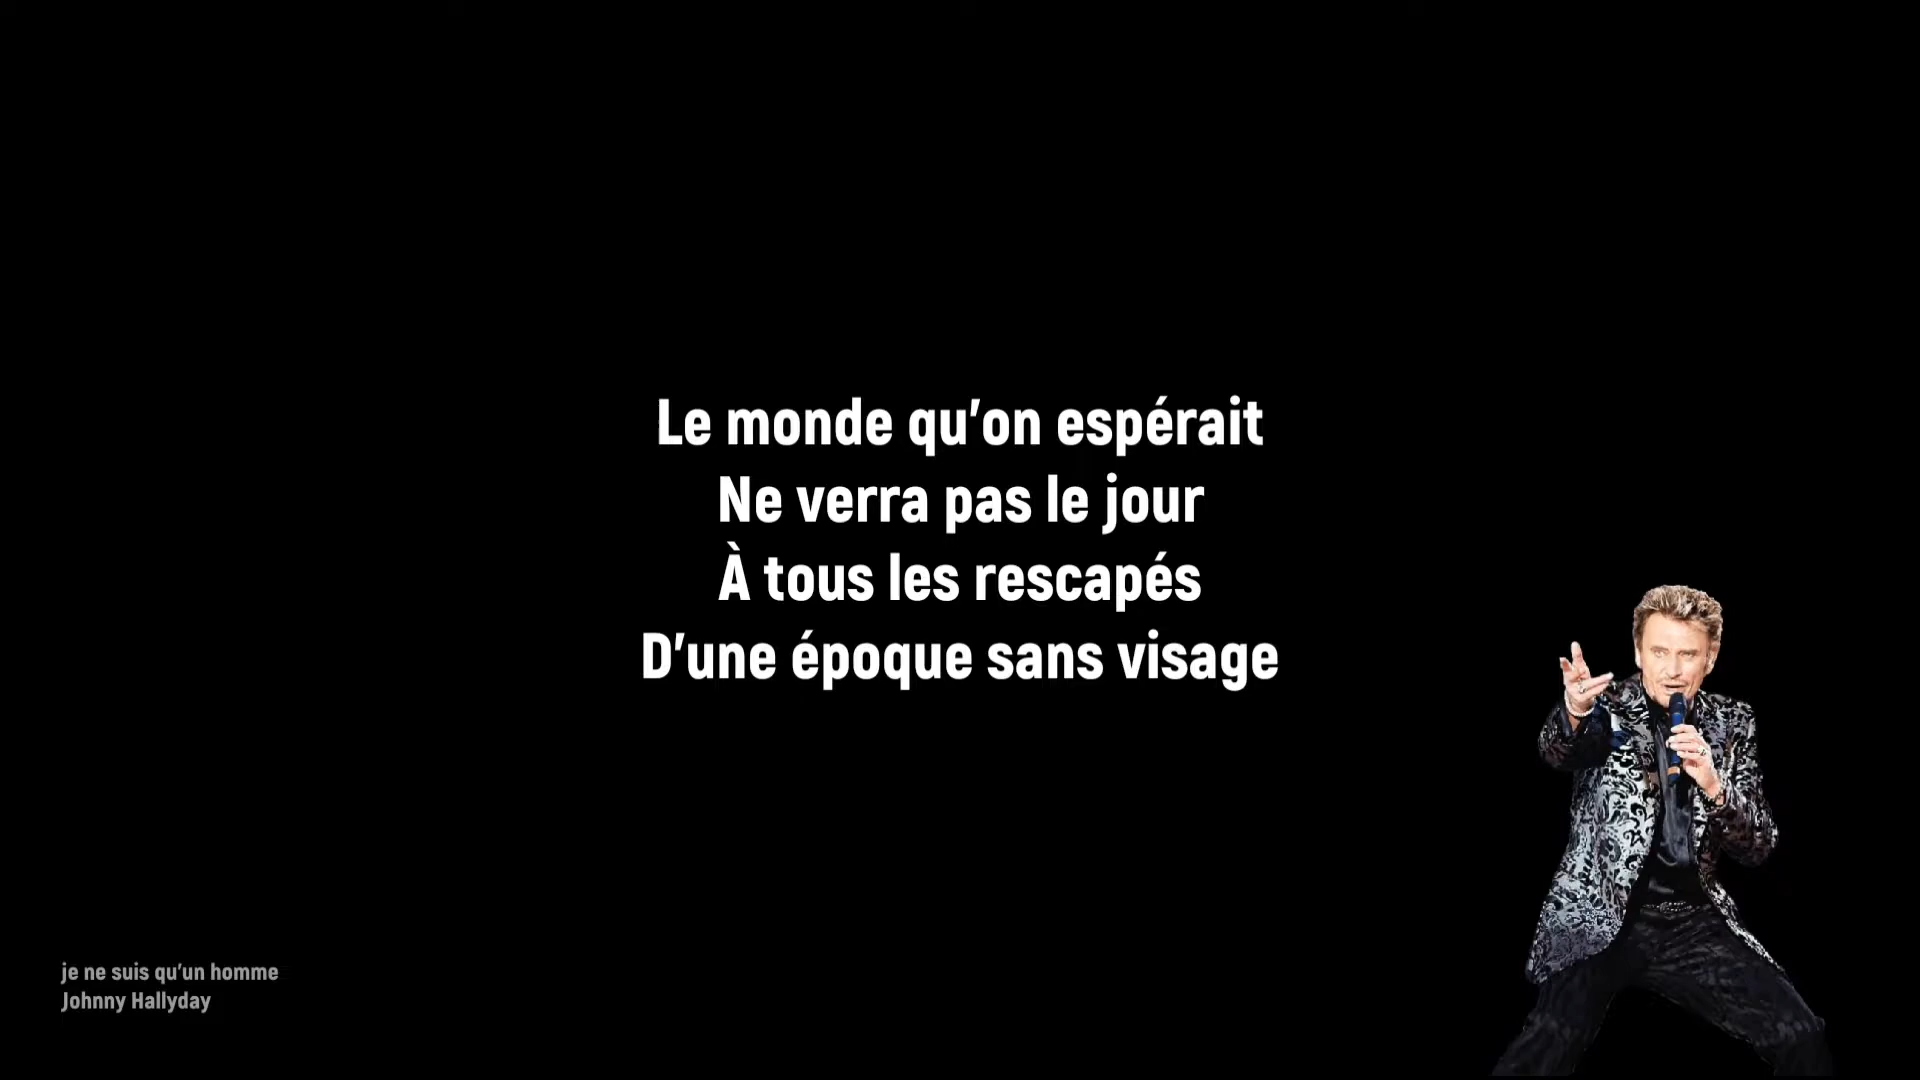 Le monde qu’on espérait
Ne verra pas le jour
À tous les rescapés
D’une époque sans visage
je ne suis qu’un homme
Johnny Hallyday